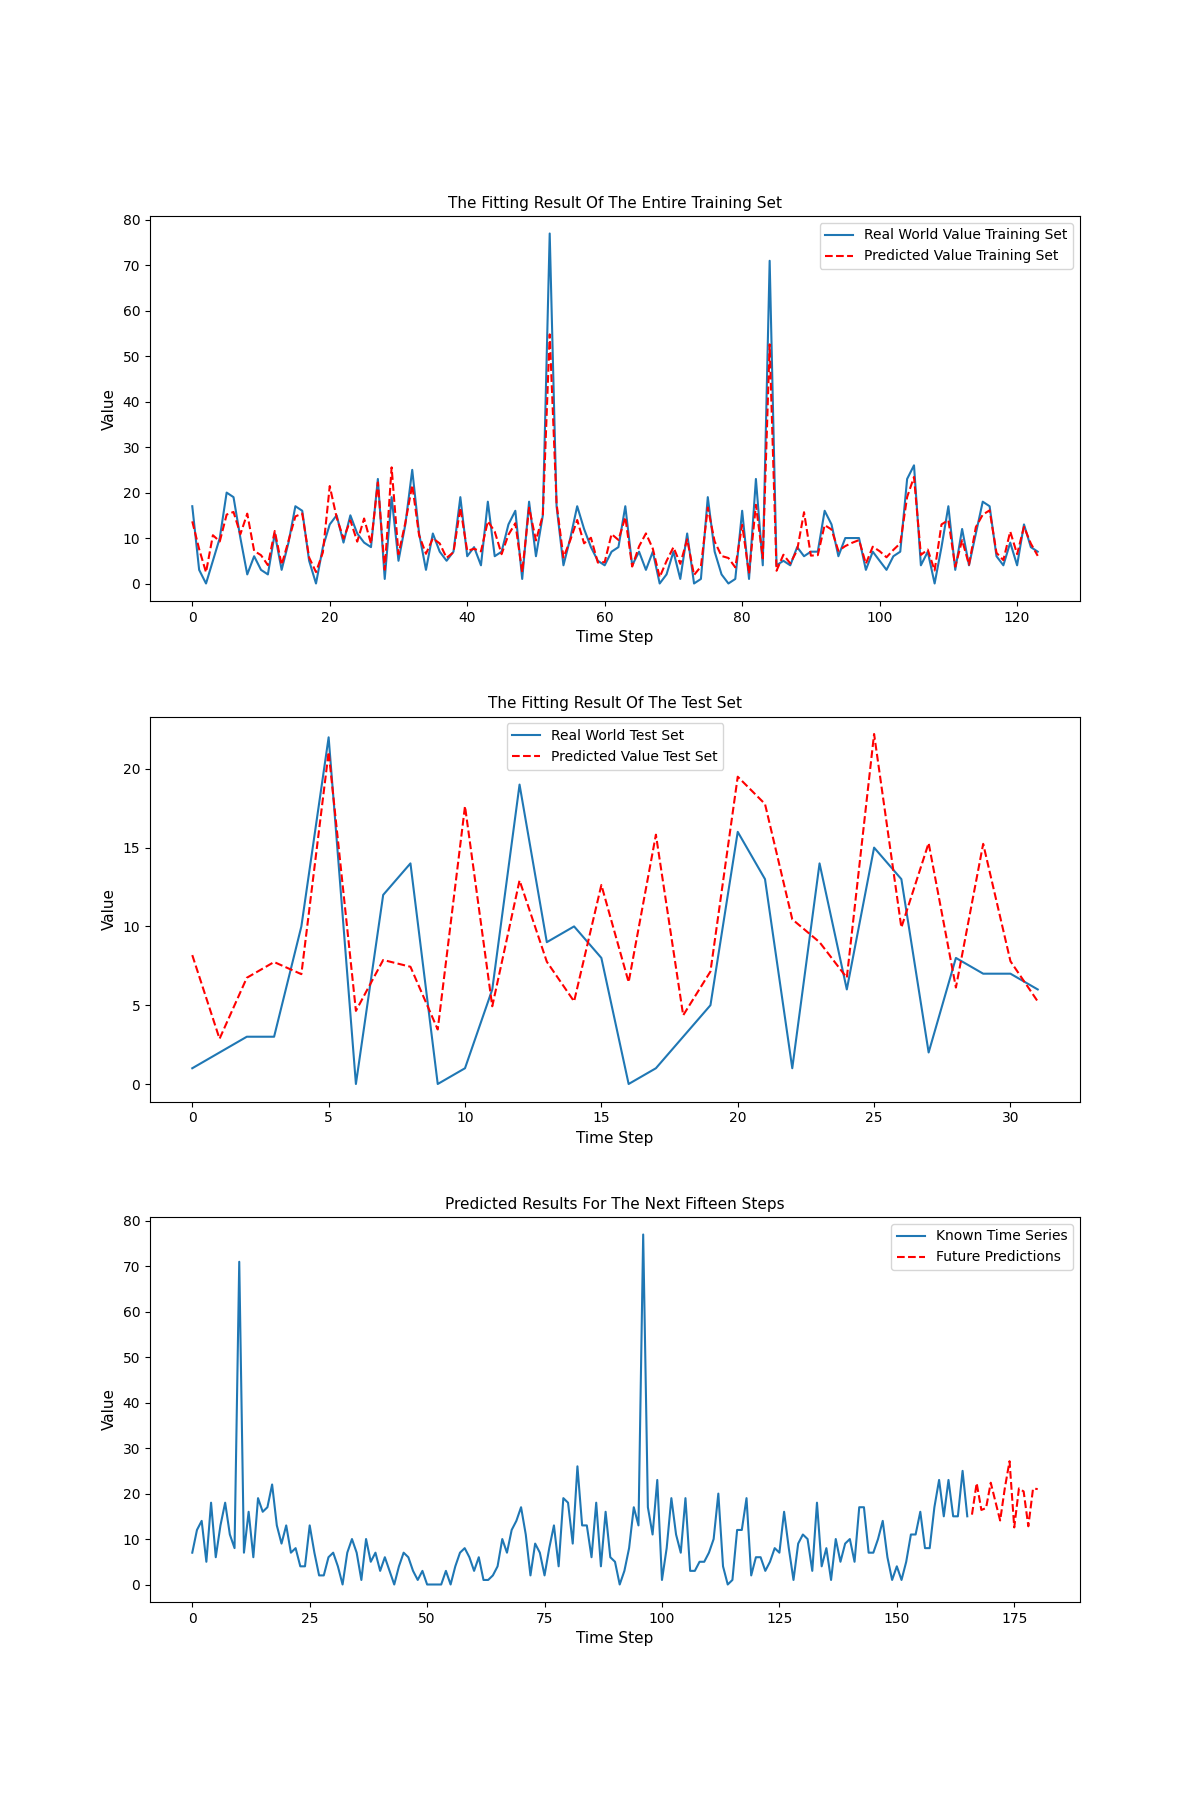 The Fitting Result Of The Entire Training Set
80
70
60
50
40
30
20
10
0
Value
Real World Value Training Set
Predicted Value Training Set
0 20 40 60 80 100 120
Time Step
The Fitting Result Of The Test Set
20
15
10
5
0
Value
Real World Test Set
Predicted Value Test Set
0 5 10 15 20 25 30
Time Step
Predicted Results For The Next Fifteen Steps
80
70
60
50
40
30
20
10
0
Value
Known Time Series
Future Predictions
0 25 50 75 100 125 150 175
Time Step